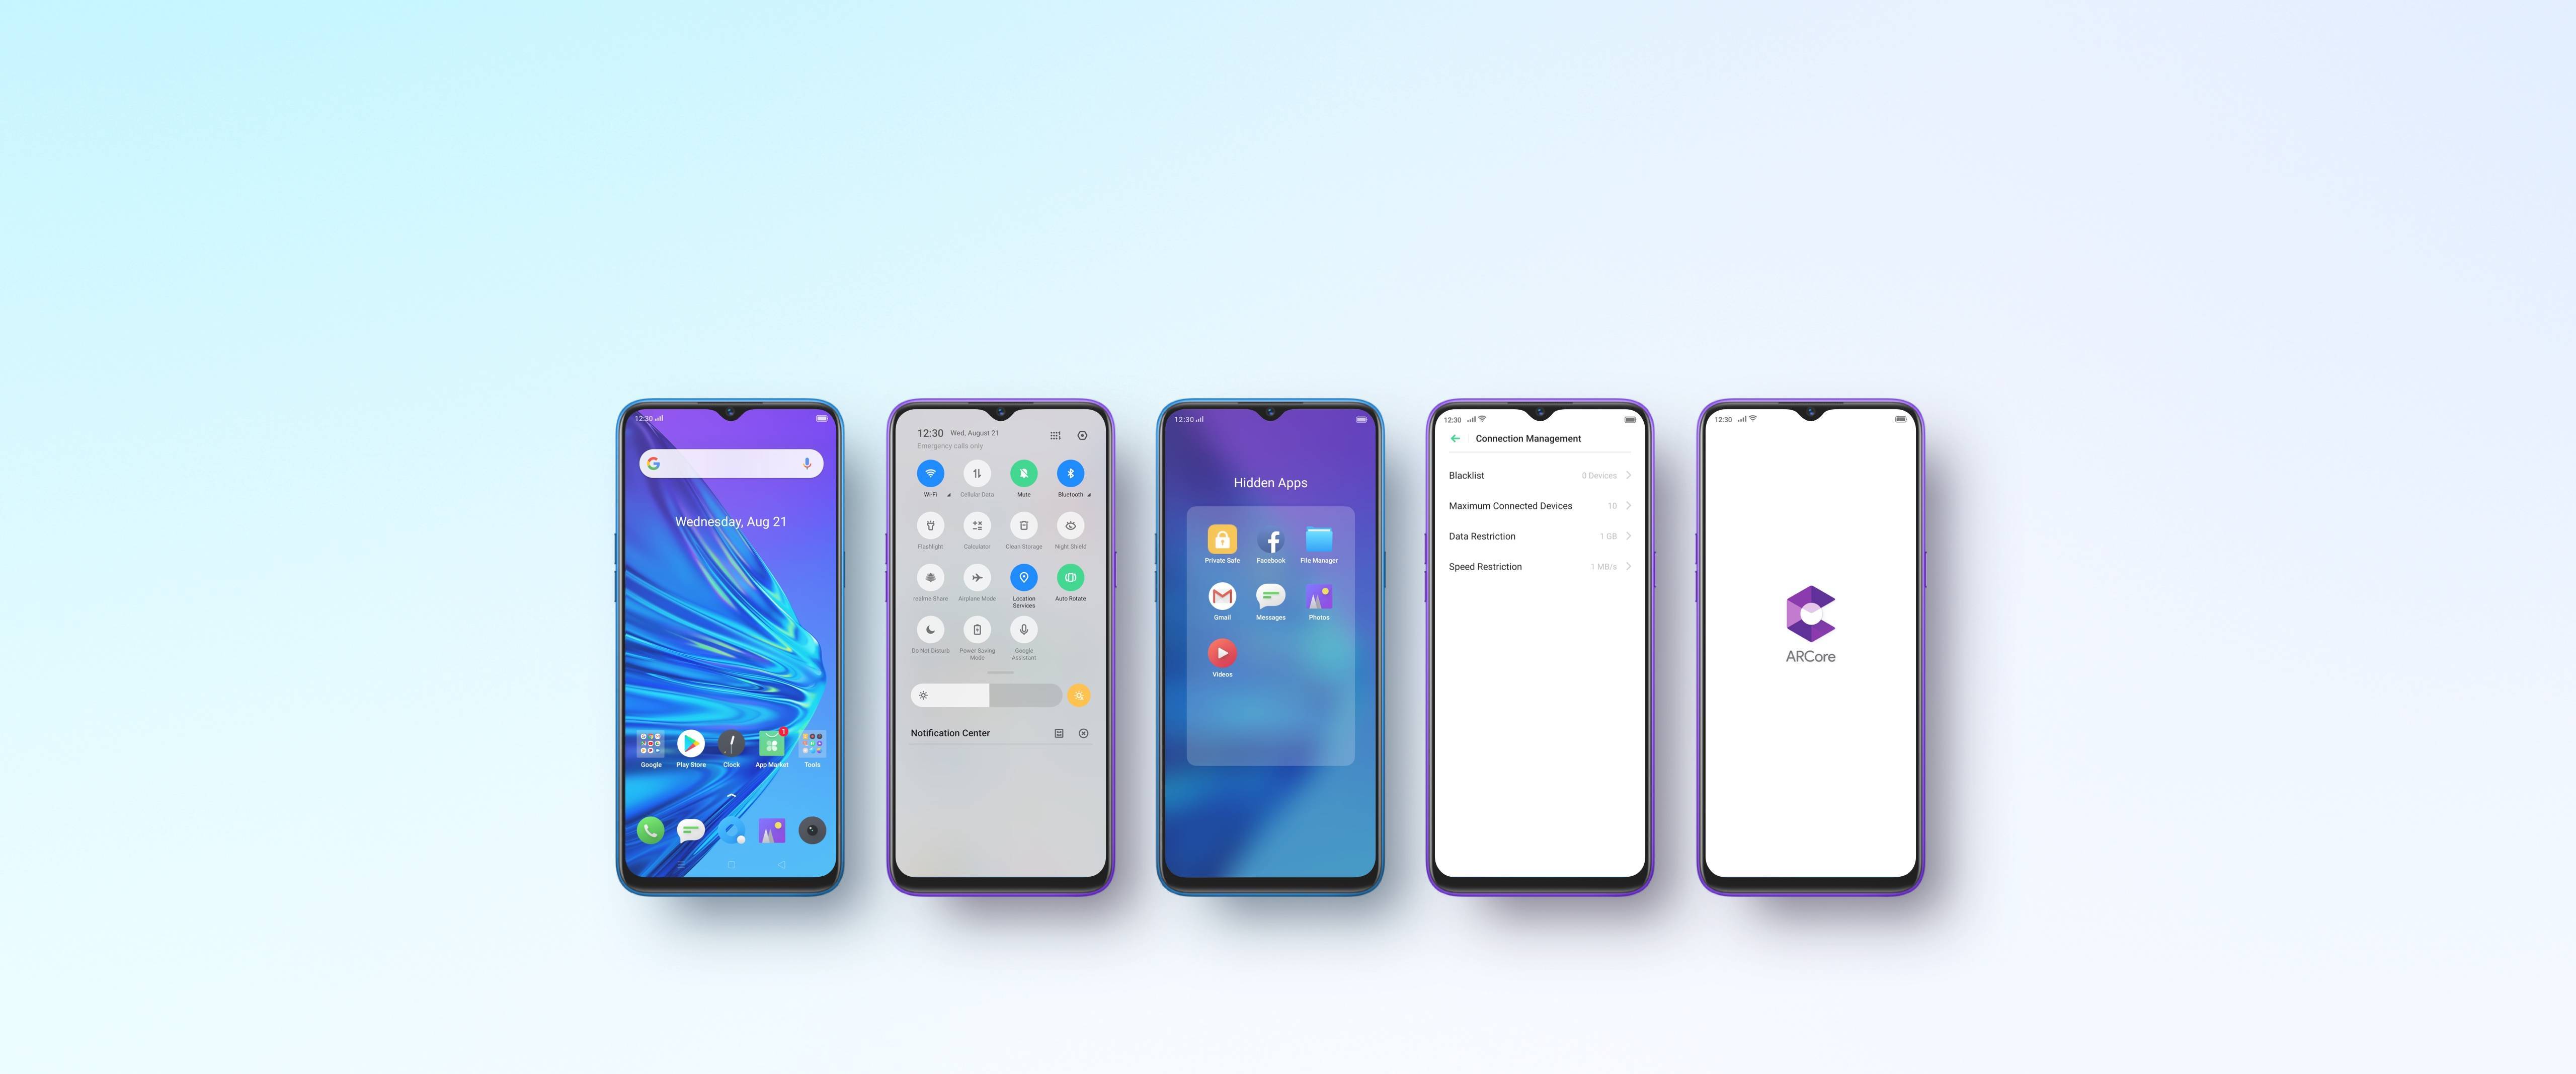 12:30
Wednesday, Aug 21
Google
Play Store
Clock
App Market
1
Tools
12:30 Wed, August 21
Emergency calls only
Wi-Fi
Cellular Data
Mute
Bluetooth
Flashlight
Calculator
Clean Storage
Night Shield
realme Share
Airplane Mode
Location
Services
Auto Rotate
Do Not Disturb
Power Saving
Mode
Google
Assistant
Notification Center
12:30
Hidden Apps
Private Safe
Facebook
File Manager
Gmail
Messages
Photos
Videos
12:30
Connection Management
Blacklist 0 Devices
Maximum Connected Devices 10
Data Restriction 1 GB
Speed Restriction 1 MB/s
12:30
ARCore